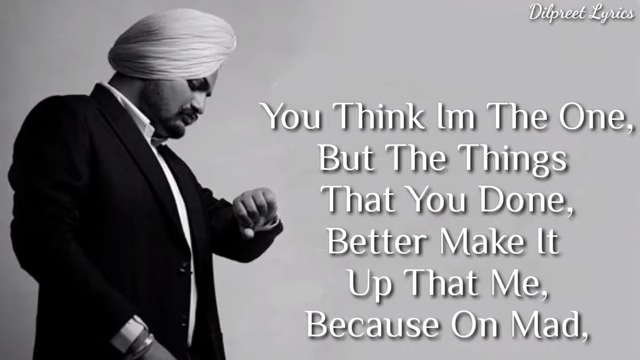 Dilpreet Lyrics
You Think Im The One,
But The Things
That You Done,
Better Make It
Up That Me,
Because On Mad,